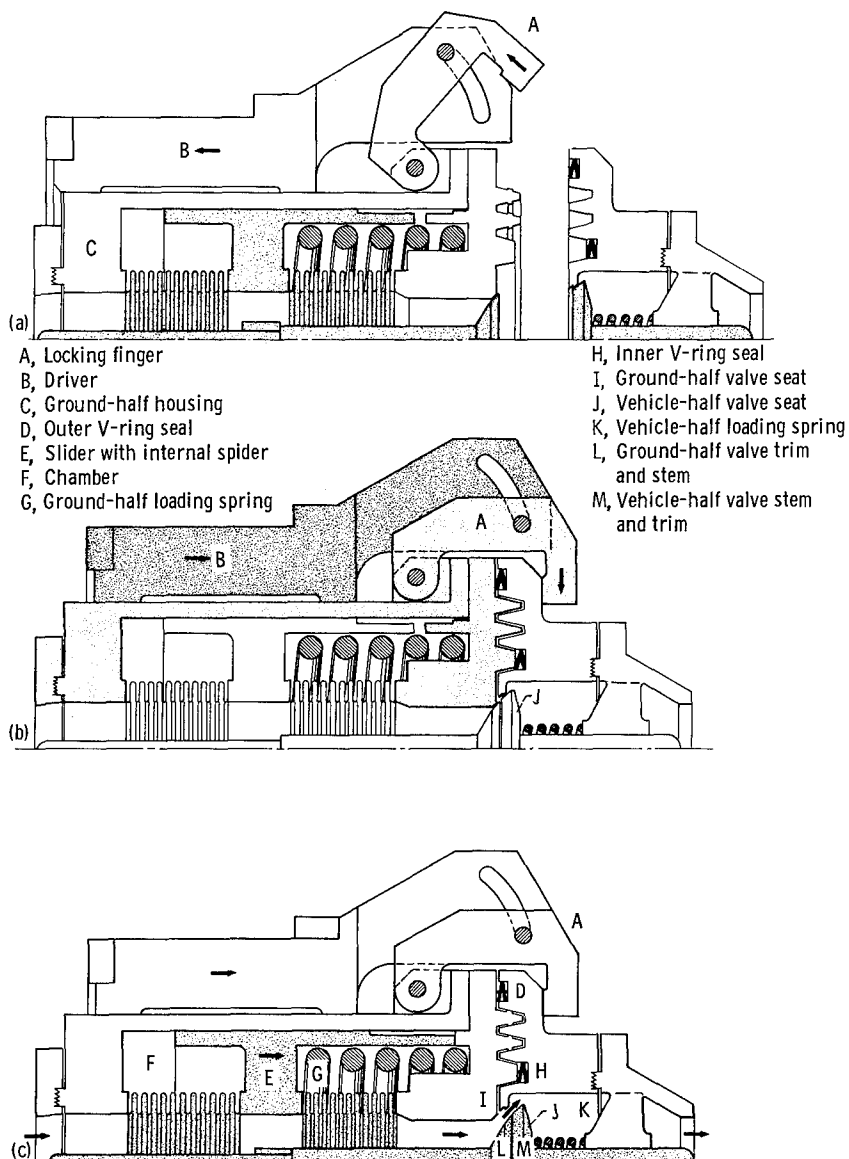 A
B
C
(a)
A, Locking finger
B, Driver
C, Ground-half housing
D, Outer V-ring seal
E, Slider with internal spider
F, Chamber
G, Ground-half loading spring
H, Inner V-ring seal
I, Ground-half valve seat
J, Vehicle-half valve seat
K, Vehicle-half loading spring
L, Ground-half valve trim
and stem
M, Vehicle-half valve stem
and trim
A
B
J
(b)
A
D
F
E
G
H
I
J
K
L
M
(c)